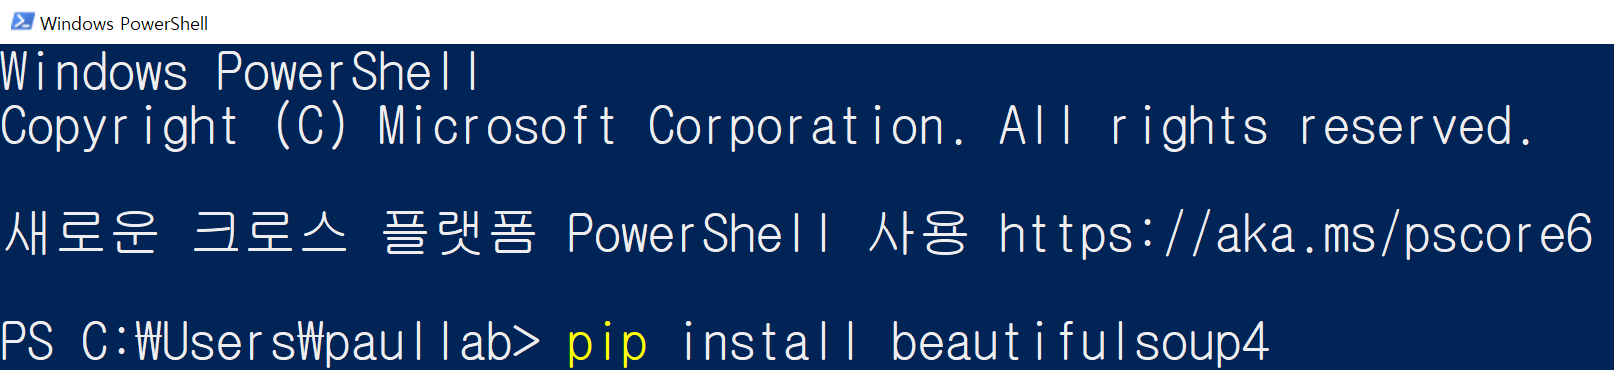 Windows PowerShell
Windows PowerShell
Copyright (C) Microsoft Corporation. All rights reserved.
새로운 크로스 플랫폼 PowerShell 사용 https://aka.ms/pscore6
PS C:₩Users₩paullab> pip install beautifulsoup4